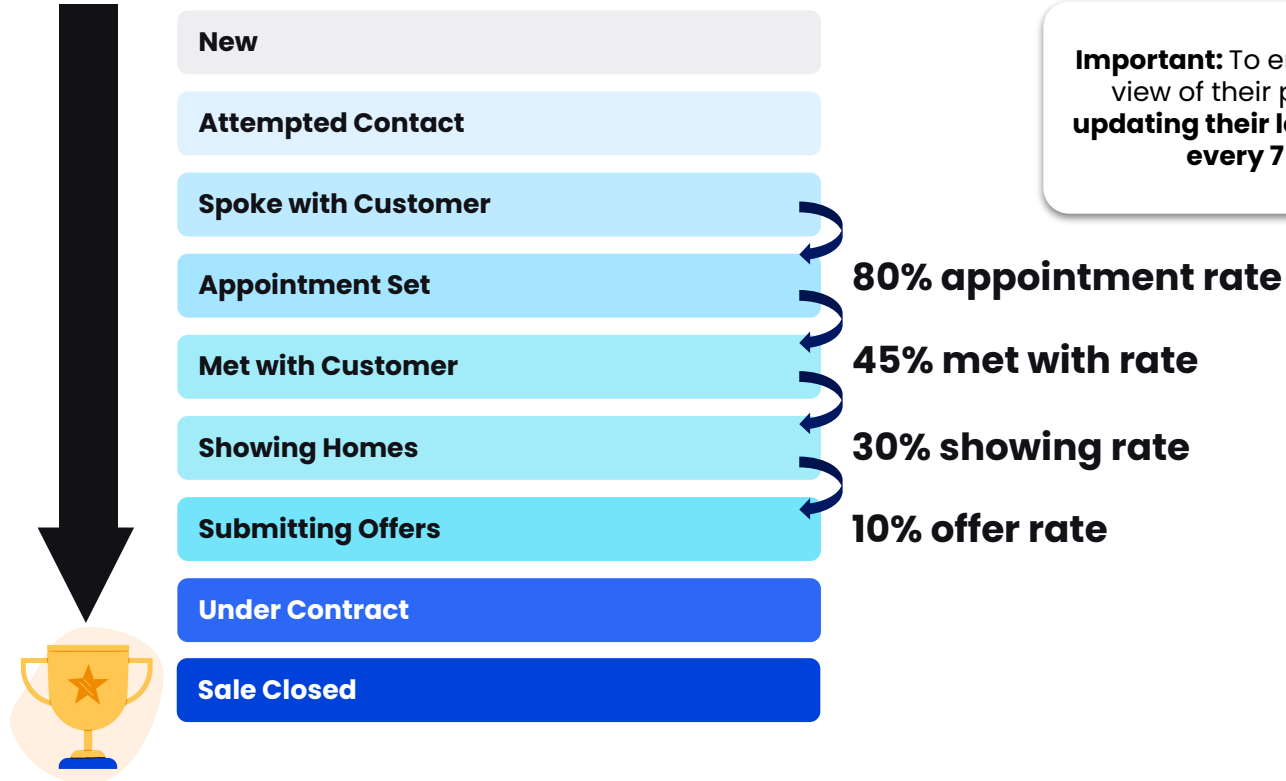 New
Important: To
view of their
Attempted Contact
updating their
every 7
Spoke with Customer
80% appointment rate
Appointment Set
45% met with rate
Met with Customer
30% showing rate
Showing Homes
10% offer rate
Submitting Offers
Under Contract
Sale Closed